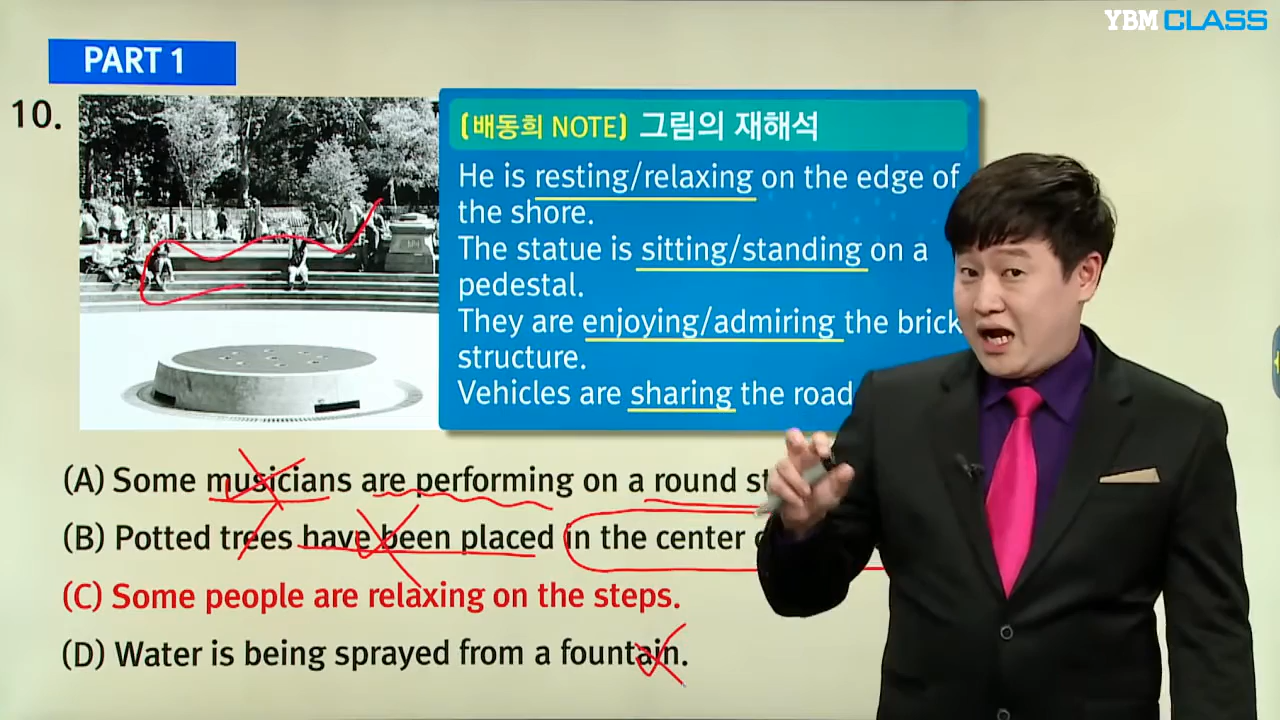 YBM CLASS
PART 1
10.
[배동희 NOTE] 그림의 재해석
He is resting/relaxing on the edge of
the shore.
The statue is sitting/standing on a
pedestal.
They are enjoying/admiring the brick
structure.
Vehicles are sharing the road
(A) Some musicians are performing on a round st
(B) Potted trees have been placed in the center
(C) Some people are relaxing on the steps.
(D) Water is being sprayed from a fountain.